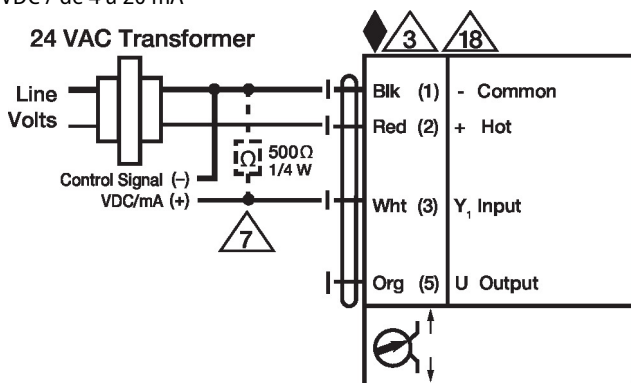 VDC / de 4 a 20 mA
24 VAC Transformer
3
18
Line
Volts
Blk (1) - Common
Red (2) + Hot
Ω
500Ω
1/4 W
Control Signal (–)
VDC/mA (+)
Wht (3) Y1 Input
7
Org (5) U Output